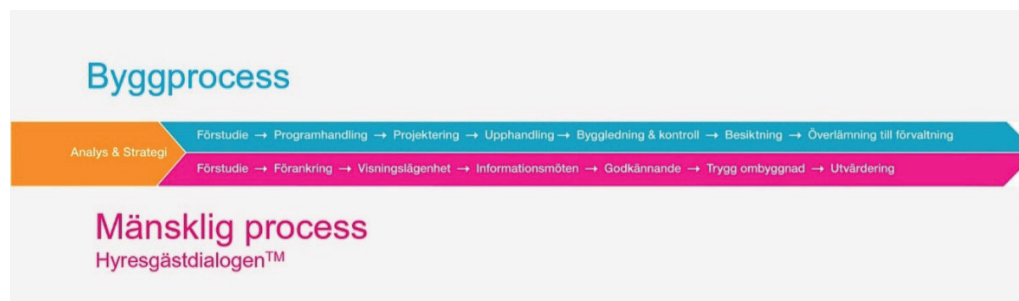 Byggprocess
Förstudie → Programhandling → Projektering → Upphandling → Byggledning & kontroll → Besiktning → Överlämning till förvaltning
Analys & Strategi
Förstudie → Förankring → Visningslägenhet → Informationsmöten → Godkännande → Trygg ombyggnad → Utvärdering
Mänsklig process
Hyresgästdialogen™